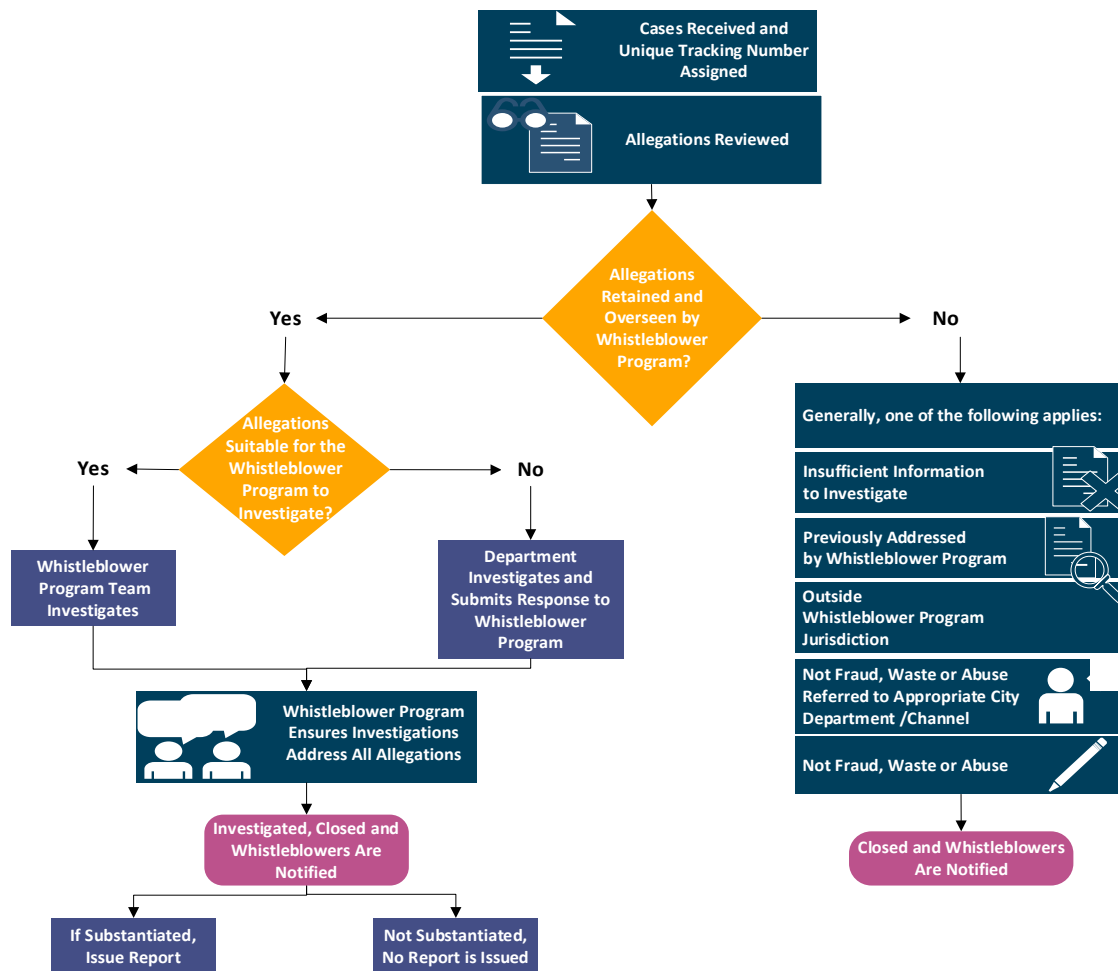 Cases Received and
Unique Tracking Number
Assigned
Allegations Reviewed
Allegations
Retained and
Overseen by
Whistleblower
Program?
Yes
No
Allegations
Suitable for the
Whistleblower
Program to
Investigate?
Yes
No
Whistleblower
Program Team
Investigates
Department
Investigates and
Submits Response to
Whistleblower
Program
Whistleblower Program
Ensures Investigations
Address All Allegations
Investigated, Closed and
Whistleblowers Are
Notified
If Substantiated,
Issue Report
Not Substantiated,
No Report is Issued
Generally, one of the following applies:
Insufficient Information
to Investigate
Previously Addressed
by Whistleblower Program
Outside
Whistleblower Program
Jurisdiction
Not Fraud, Waste or Abuse
Referred to Appropriate City
Department /Channel
Not Fraud, Waste or Abuse
Closed and Whistleblowers
Are Notified